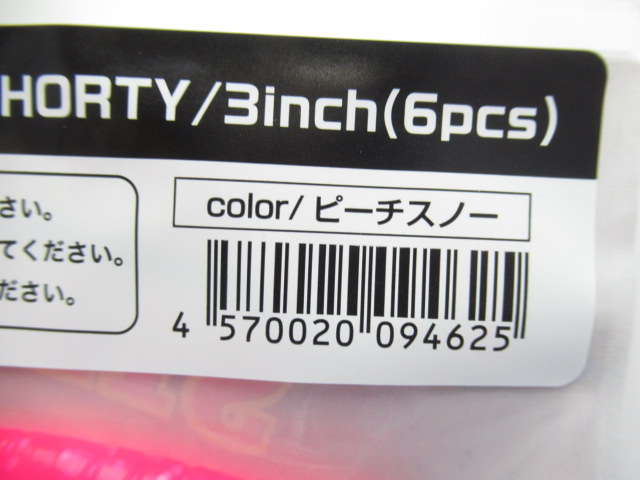 HORTY/3inch(6pcs)
さい。
てください。
ださい。
color/ピーチスノー
4 570020 094625